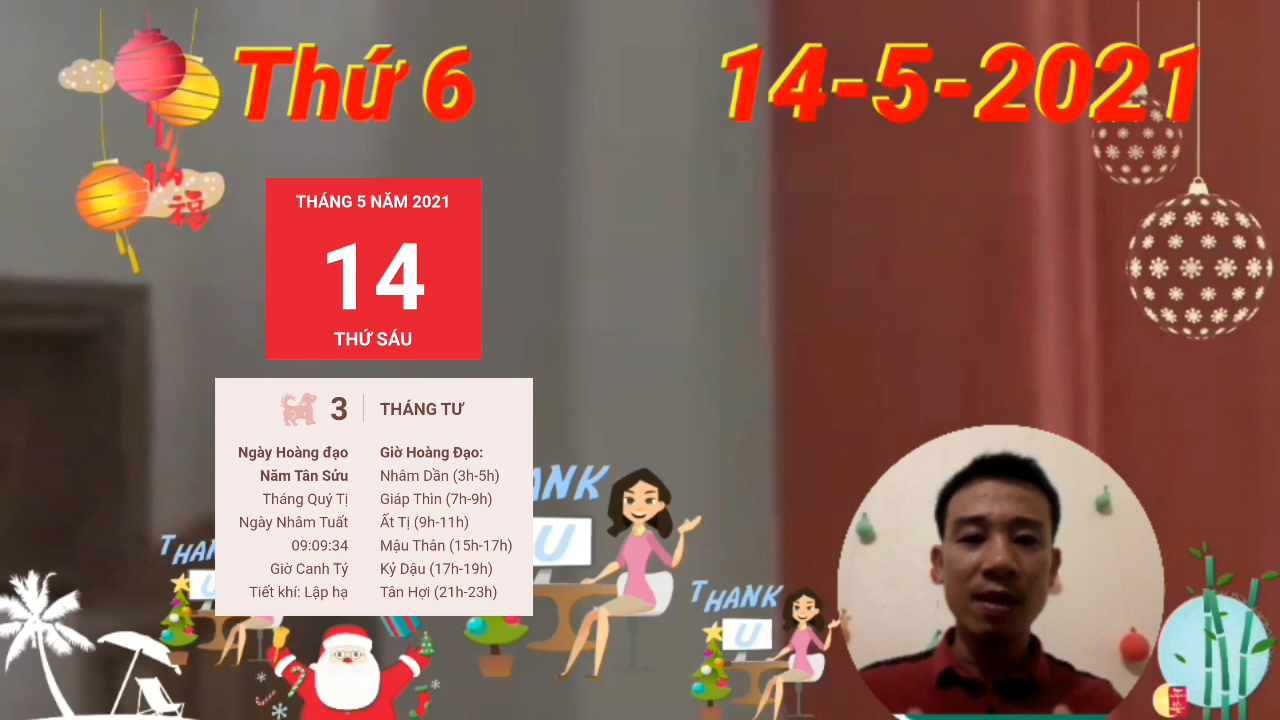 Thứ 6
14-5-2021
福
THÁNG 5 NĂM 2021
14
THỨ SÁU
3
THÁNG TƯ
Ngày Hoàng đạo
Năm Tân Sửu
Tháng Quý Tị
Ngày Nhâm Tuất
09:09:34
Giờ Canh Tý
Tiết khí: Lập hạ
Giờ Hoàng Đạo:
Nhâm Dần (3h-5h)
Giáp Thìn (7h-9h)
Ất Tị (9h-11h)
Mậu Thân (15h-17h)
Kỷ Dậu (17h-19h)
Tân Hợi (21h-23h)
THANK
U
THANK
U